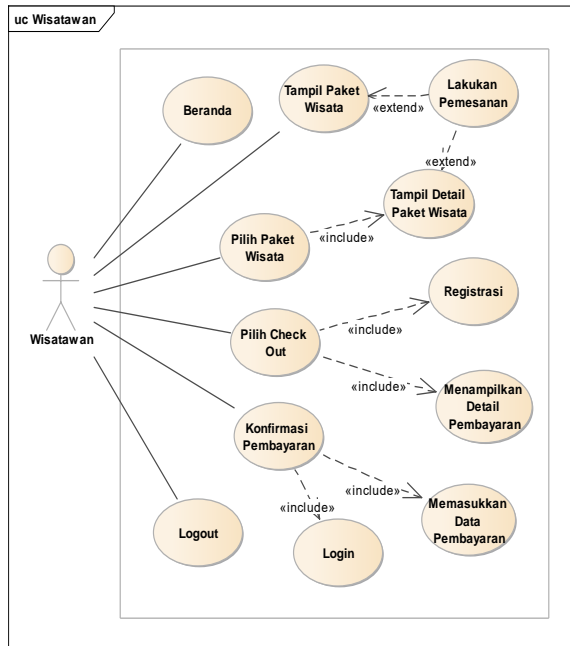 uc Wisatawan
Beranda
Tampil Paket
Wisata
Lakukan
Pemesanan
«extend»
«extend»
Tampil Detail
Paket Wisata
Pilih Paket
Wisata
«include»
Wisatawan
Registrasi
Pilih Check
Out
«include»
«include»
Menampilkan
Detail
Pembayaran
Konfirmasi
Pembayaran
«include»
«include»
Memasukkan
Data
Pembayaran
Logout
Login